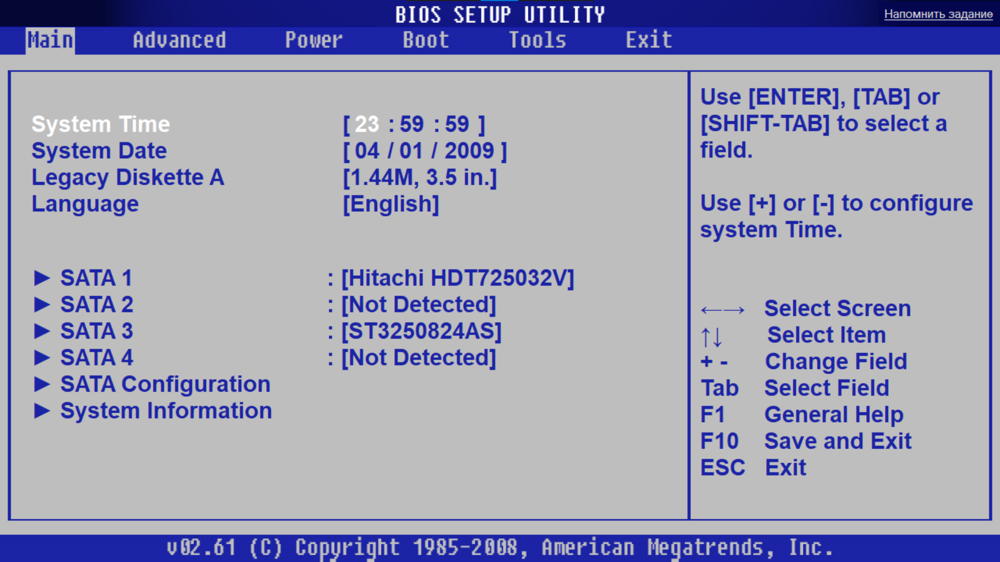 BIOS SETUP UTILITY
Напомнить задание
Main Advanced Power Boot Tools Exit
System Time [ 23 : 59 : 59 ]
System Date [ 04 / 01 / 2009 ]
Legacy Diskette A [1.44M, 3.5 in.]
Language [English]
► SATA 1 : [Hitachi HDT725032V]
► SATA 2 : [Not Detected]
► SATA 3 : [ST3250824AS]
► SATA 4 : [Not Detected]
► SATA Configuration
► System Information
Use [ENTER], [TAB] or
[SHIFT-TAB] to select a
field.
Use [+] or [-] to configure
system Time.
←→ Select Screen
↑↓ Select Item
+ - Change Field
Tab Select Field
F1 General Help
F10 Save and Exit
ESC Exit
v02.61 (C) Copyright 1985-2008, American Megatrends, Inc.